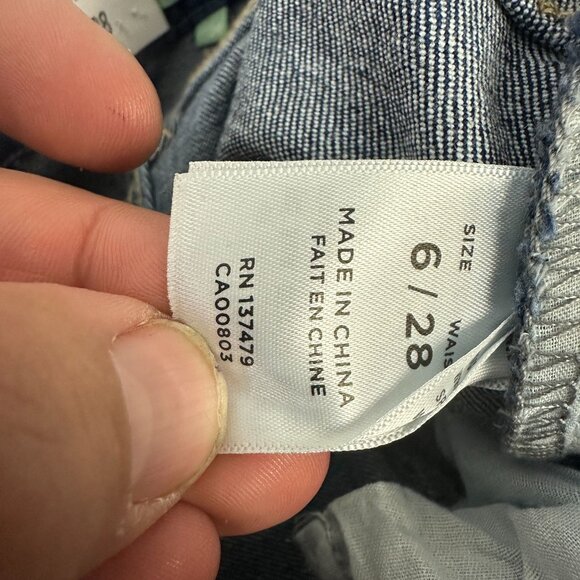 SIZE
6 / 28
MADE IN CHINA
FAIT EN CHINE
RN 137479
CA00803